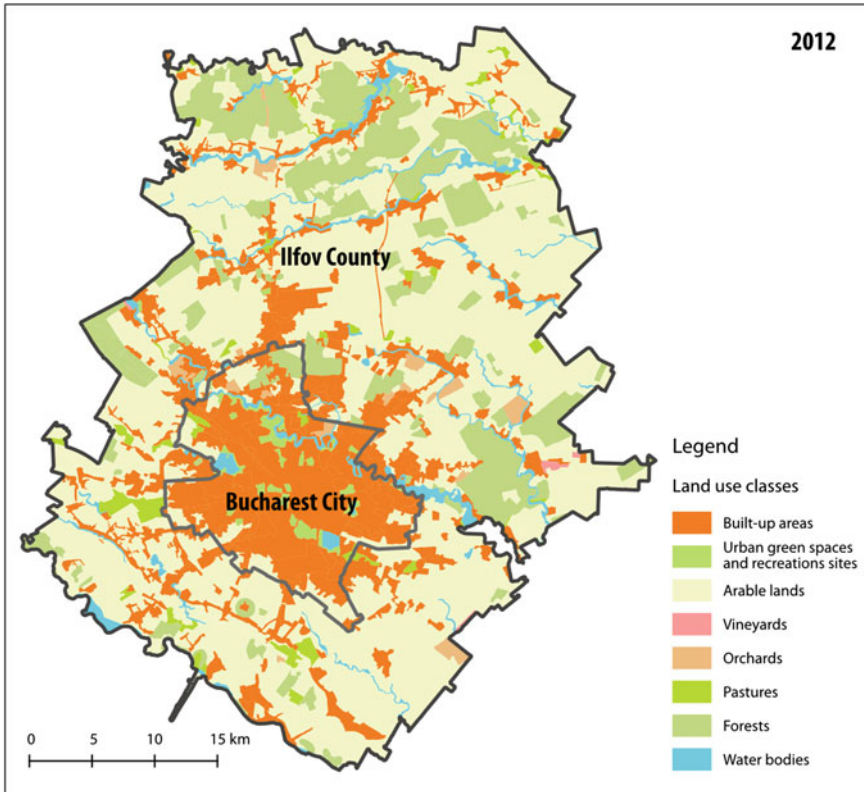 2012
Ilfov County
Bucharest City
Legend
Land use classes
Built-up areas
Urban green spaces
and recreations sites
Arable lands
Vineyards
Orchards
Pastures
Forests
Water bodies
0 5 10 15 km